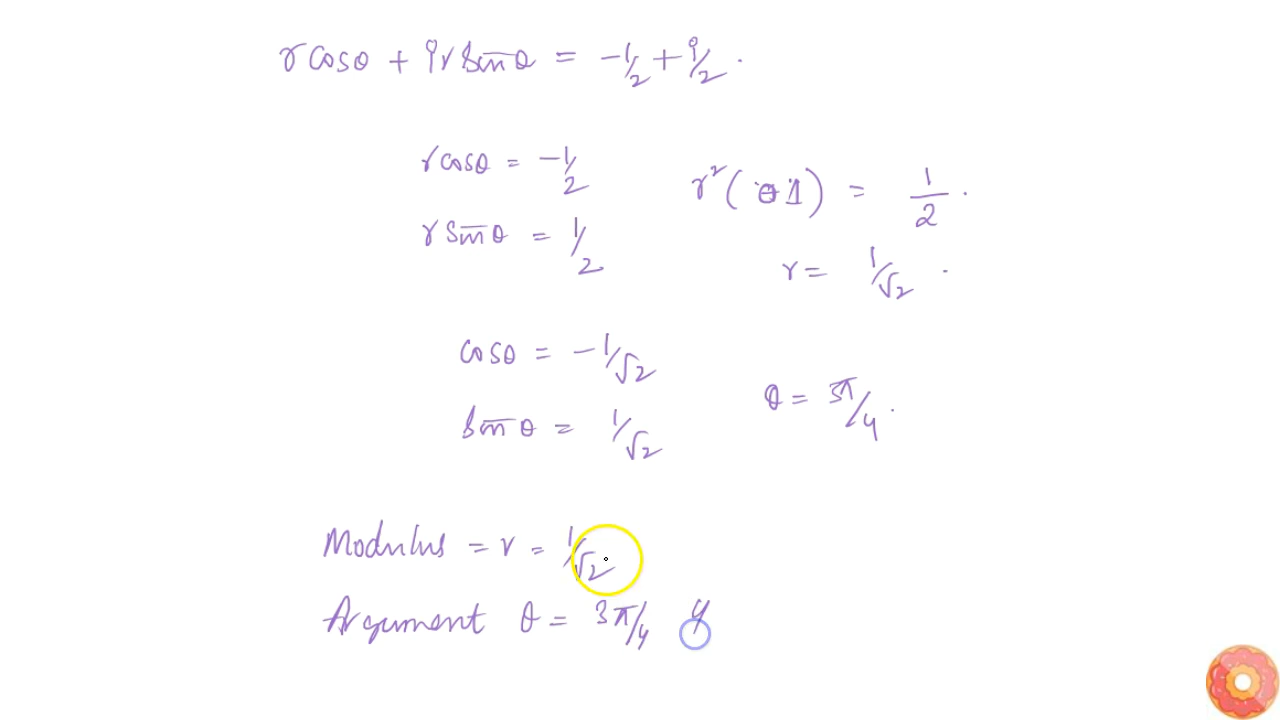 r cosθ + i r sinθ = -1/2 + i/2 .
r cosθ = -1/2
r sinθ = 1/2
r² ( 1 ) = 1/2 .
r = 1/√2 .
cosθ = -1/√2
sinθ = 1/√2
θ = 3π/4 .
Modulus = r = 1/√2
Argument θ = 3π/4